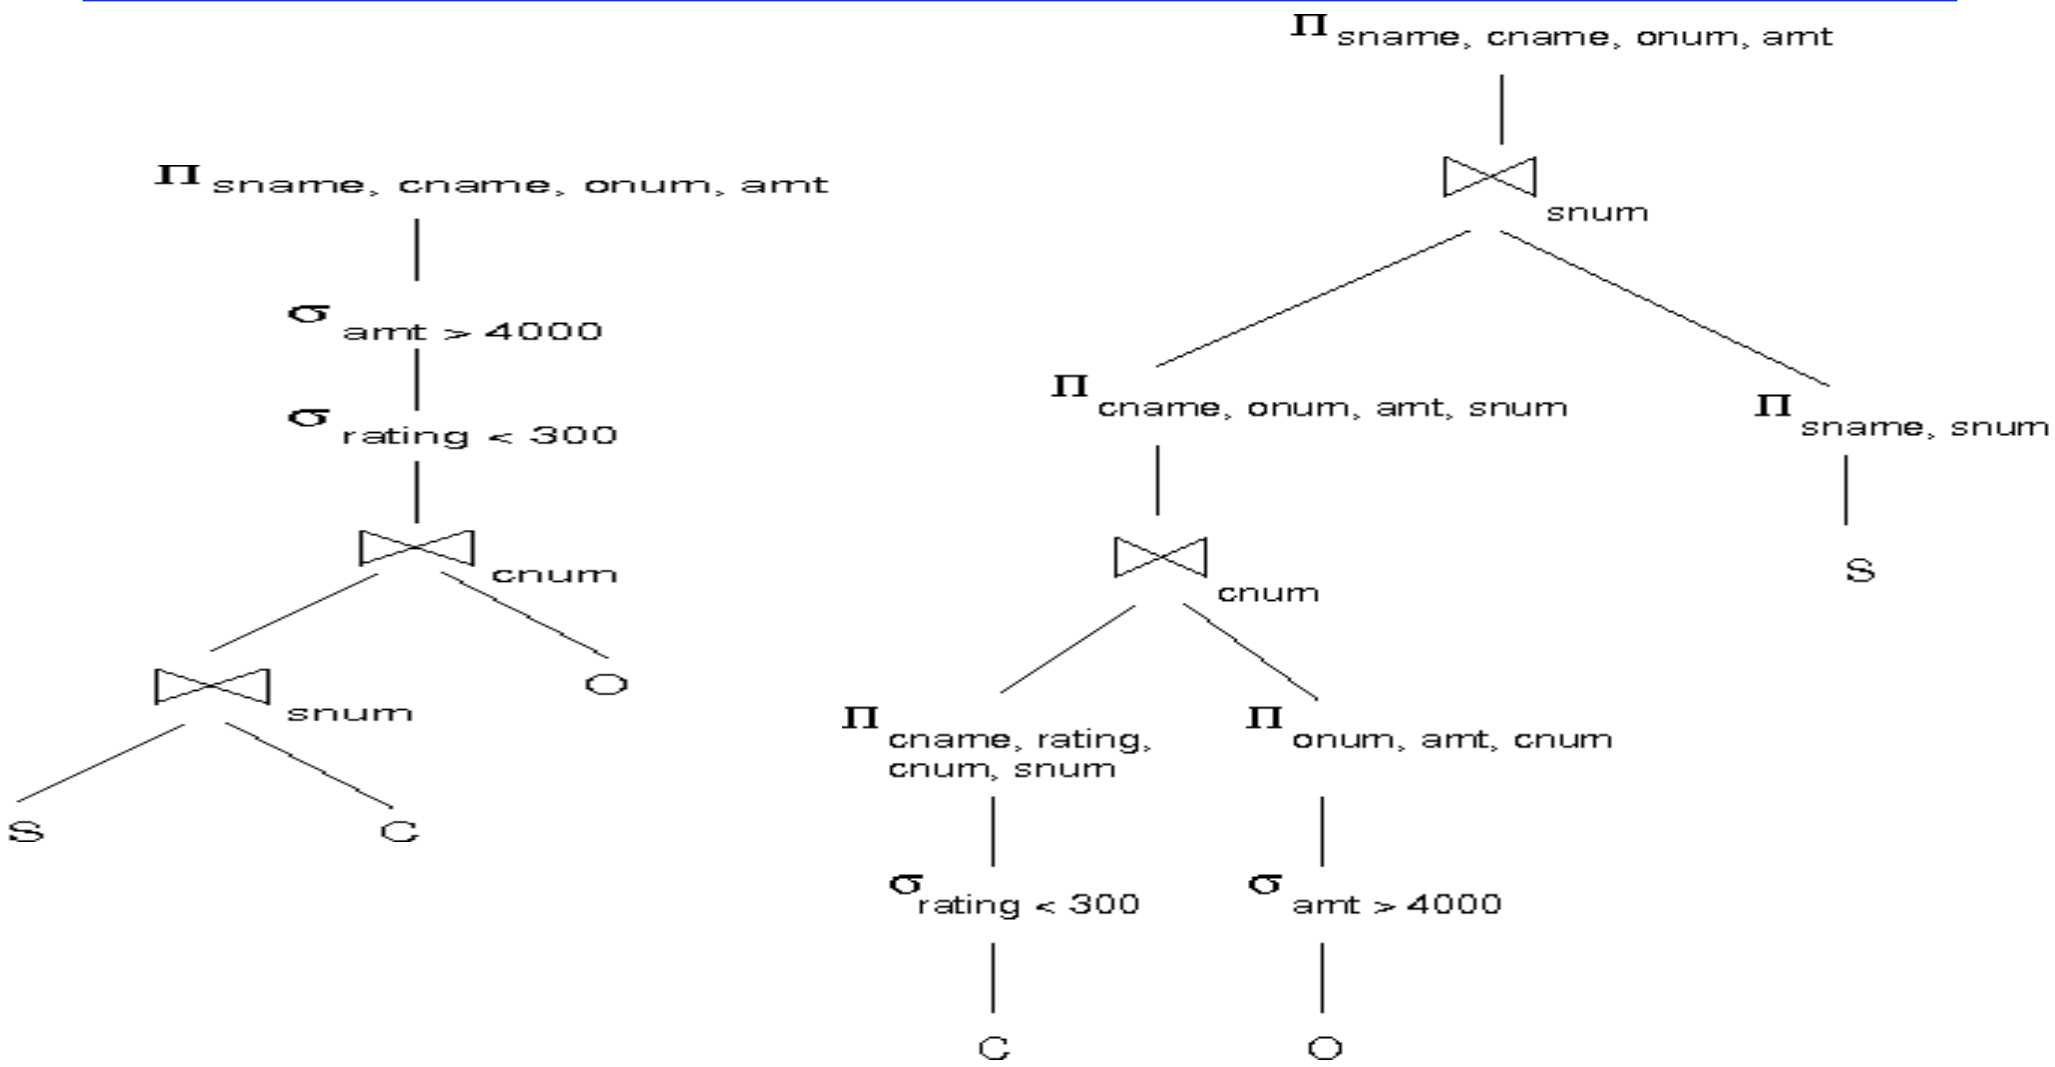 Π sname, cname, onum, amt
σ amt > 4000
σ rating < 300
cnum
snum
O
S
C
Π sname, cname, onum, amt
snum
Π cname, onum, amt, snum
Π sname, snum
cnum
S
Π cname, rating,
cnum, snum
Π onum, amt, cnum
σ rating < 300
σ amt > 4000
C
O